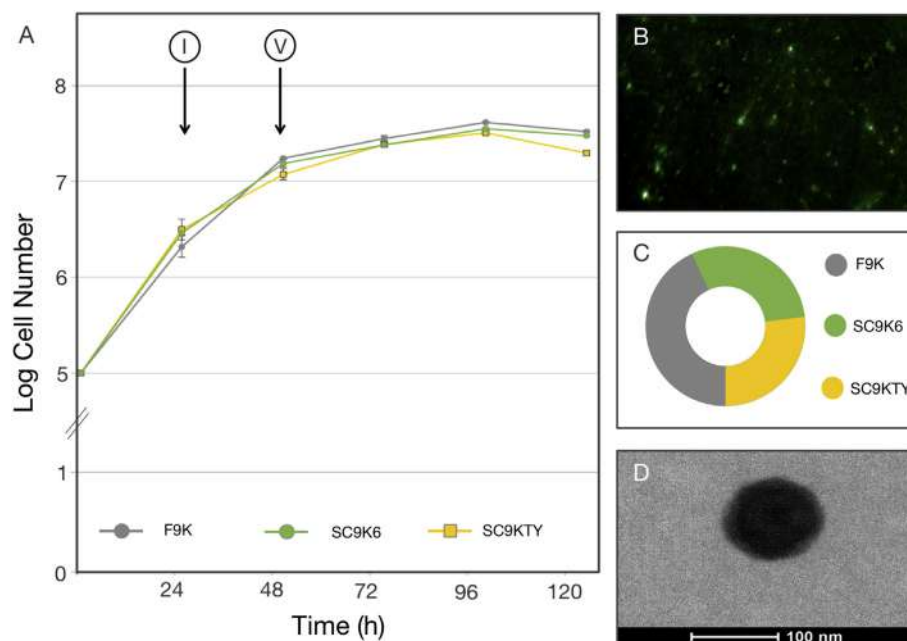 A
I
V
8
7
6
5
1
0
Log Cell Number
F9K
SC9K6
SC9KTY
24
48
72
96
120
Time (h)
B
C
F9K
SC9K6
SC9KTY
D
100 nm